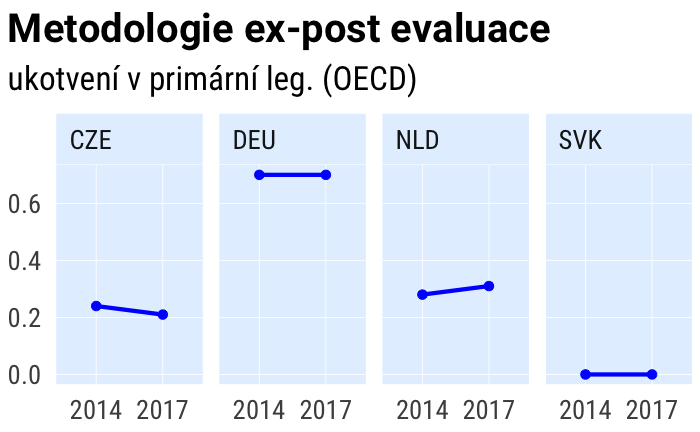 Metodologie ex-post evaluace
ukotvení v primární leg. (OECD)
CZE
DEU
NLD
SVK
0.6
0.4
0.2
0.0
2014 2017 2014 2017 2014 2017 2014 2017